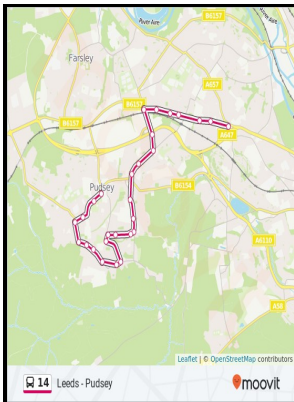 River Aire
B6157
Farsley
A657
B6157
B6157
A647
Pudsey
B6154
A6110
A58
Leaflet | © OpenStreetMap contributors
14 Leeds - Pudsey
moovit